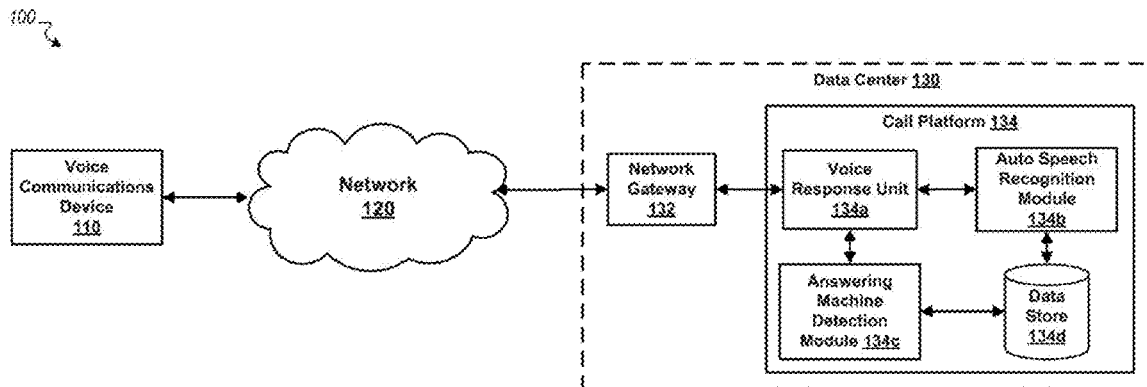 100
Data Center 130
Call Platform 134
Voice
Communications
Device
110
Network
120
Network
Gateway
132
Voice
Response Unit
134a
Auto Speech
Recognition
Module
134b
Answering
Machine
Detection
Module 134c
Data
Store
134d